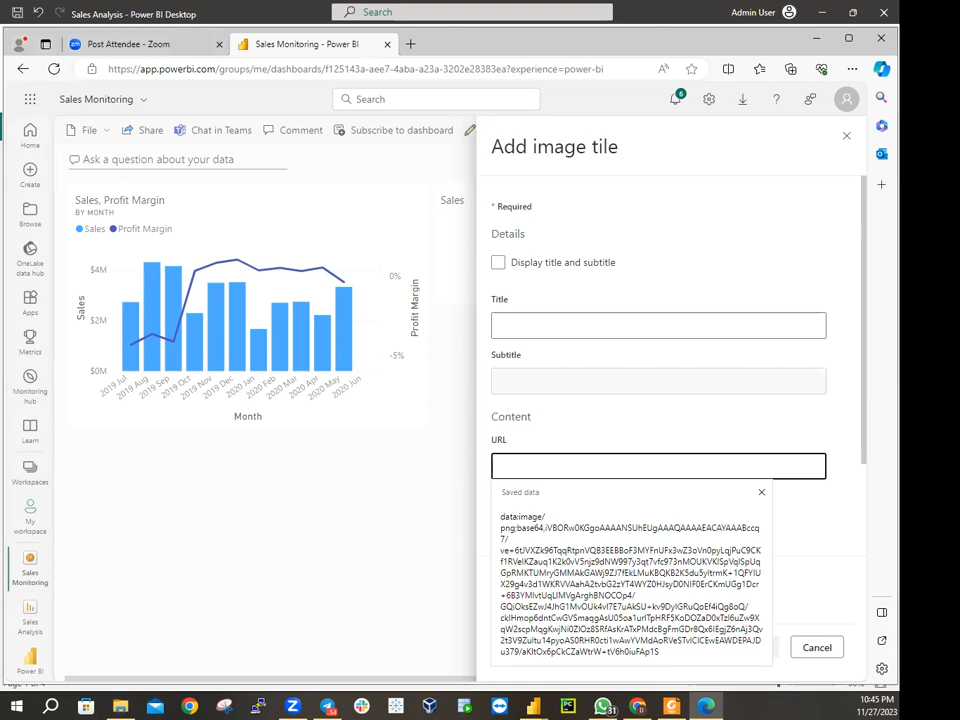 Sales Analysis - Power BI Desktop
Search
Admin User
Post Attendee - Zoom
Sales Monitoring - Power BI
https://app.powerbi.com/groups/me/dashboards/f125143a-aee7-4aba-a23a-3202e28383ea?experience=power-bi
Sales Monitoring
Search
6
Home
Create
Browse
OneLake
data hub
Apps
Metrics
Monitoring
hub
Learn
Workspaces
My
workspace
Sales
Monitoring
Sales
Analysis
Power BI
File
Share
Chat in Teams
Comment
Subscribe to dashboard
Ask a question about your data
Sales, Profit Margin
BY MONTH
Sales
Profit Margin
$4M
$2M
$0M
0%
-5%
Sales
Profit Margin
2019 Jul
2019 Aug
2019 Sep
2019 Oct
2019 Nov
2019 Dec
2020 Jan
2020 Feb
2020 Mar
2020 Apr
2020 May
2020 Jun
Month
Sales
Add image tile
* Required
Details
Display title and subtitle
Title
Subtitle
Content
URL
Saved data
data:image/
Cancel
10:45 PM
11/27/2023